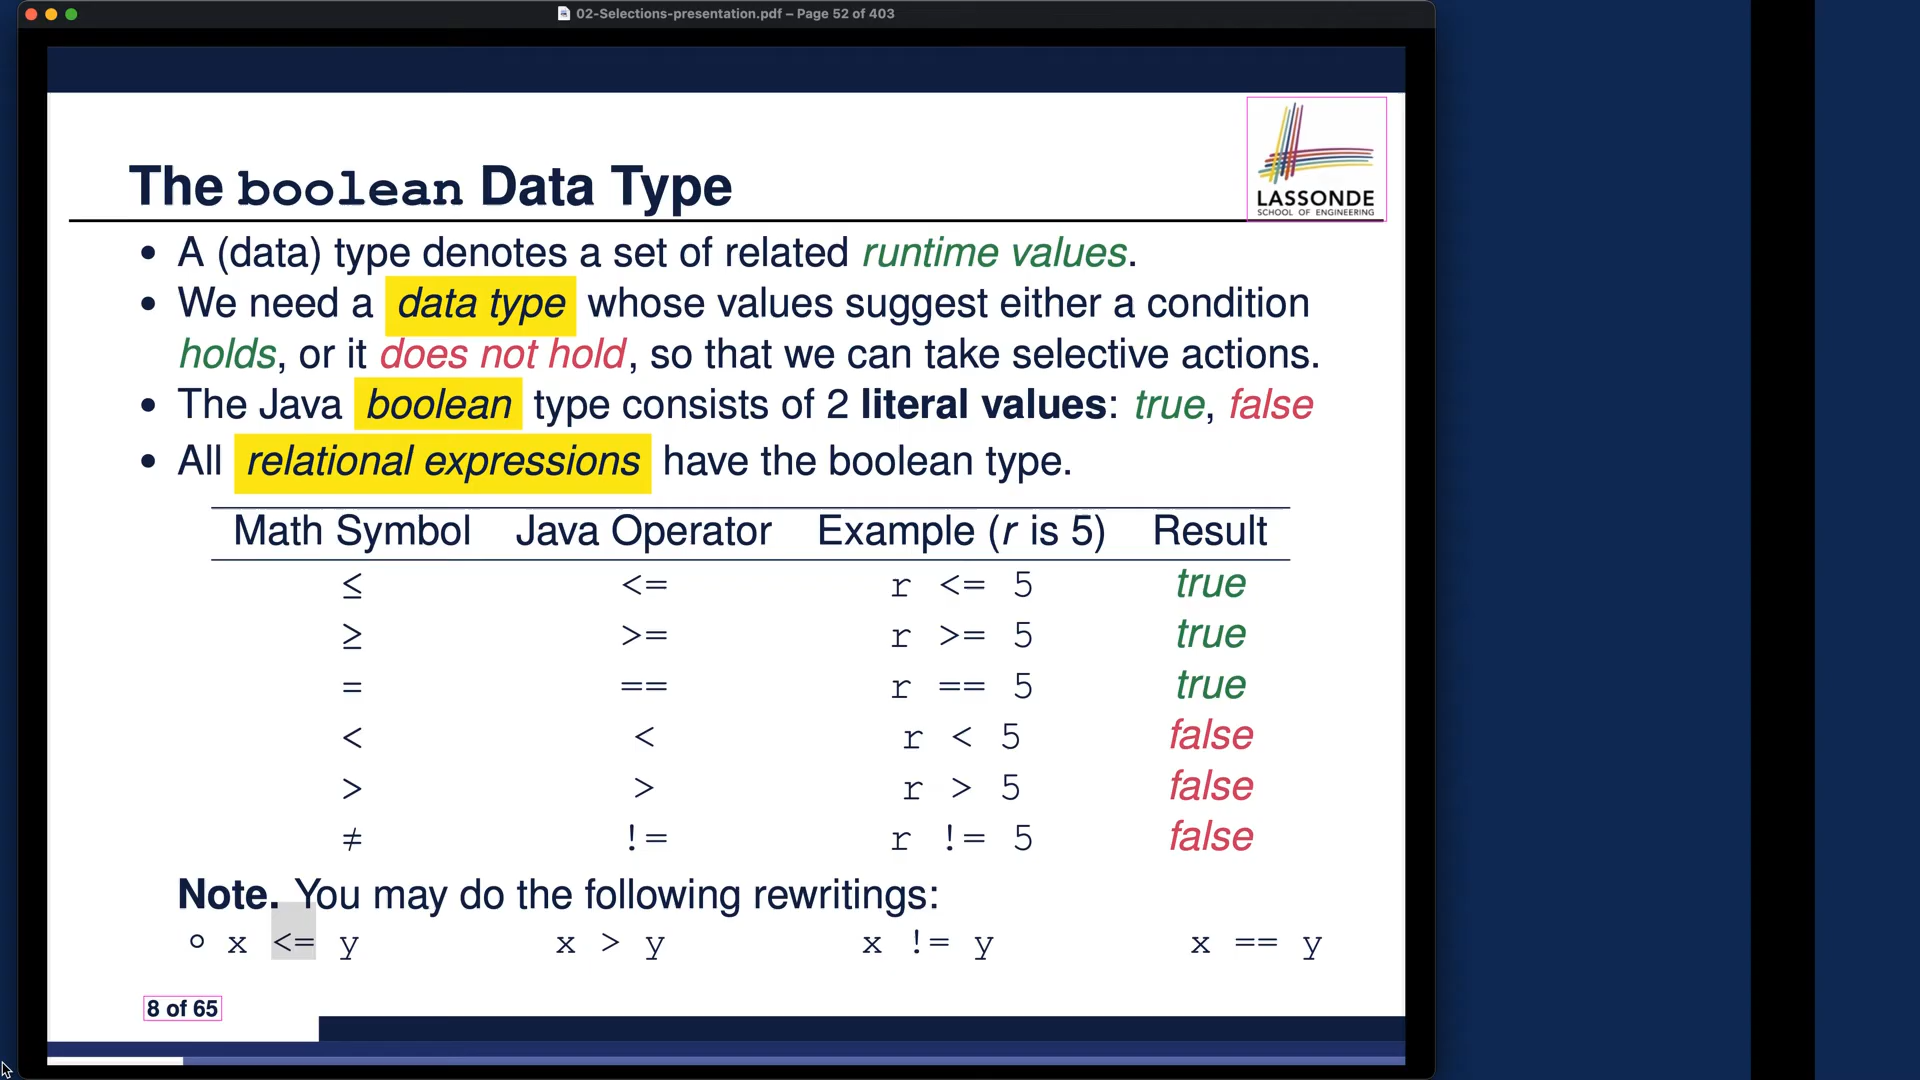 02-Selections-presentation.pdf – Page 52 of 403
LASSONDE
SCHOOL OF ENGINEERING
The boolean Data Type
• A (data) type denotes a set of related runtime values.
• We need a data type whose values suggest either a condition
holds, or it does not hold, so that we can take selective actions.
• The Java boolean type consists of 2 literal values: true, false
• All relational expressions have the boolean type.
Math Symbol Java Operator Example (r is 5) Result
≤ <= r <= 5 true
≥ >= r >= 5 true
= == r == 5 true
< < r < 5 false
> > r > 5 false
≠ != r != 5 false
Note. You may do the following rewritings:
○ x <= y x > y x != y x == y
8 of 65